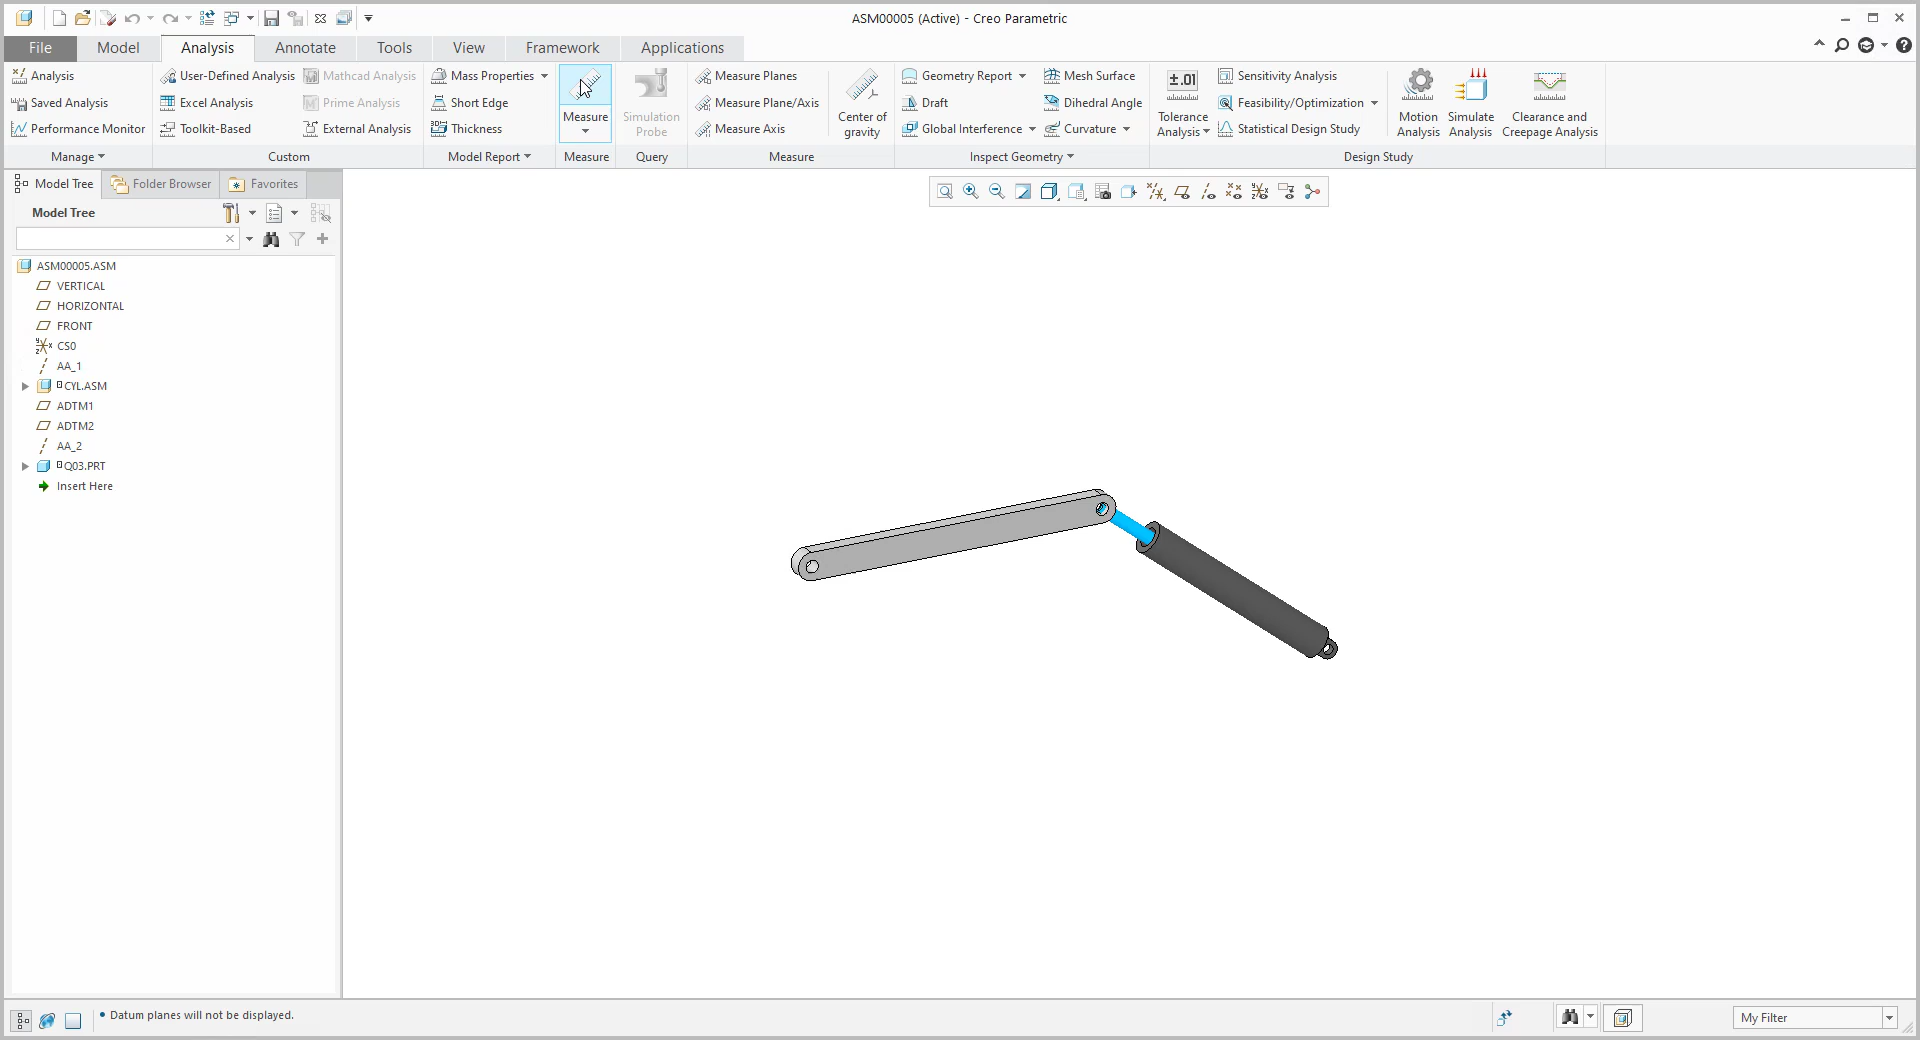 ASM00005 (Active) - Creo Parametric
File Model Analysis Annotate Tools View Framework Applications
Analysis
Saved Analysis
Performance Monitor
Manage
User-Defined Analysis
Excel Analysis
Toolkit-Based
Mathcad Analysis
Prime Analysis
External Analysis
Custom
Mass Properties
Short Edge
Thickness
Model Report
Measure
Measure
Simulation
Probe
Query
Measure Planes
Measure Plane/Axis
Measure Axis
Center of
gravity
Measure
Geometry Report
Draft
Global Interference
Mesh Surface
Dihedral Angle
Curvature
Inspect Geometry
±.01
Tolerance
Analysis
Sensitivity Analysis
Feasibility/Optimization
Statistical Design Study
Motion
Analysis
Simulate
Analysis
Clearance and
Creepage Analysis
Design Study
Model Tree Folder Browser Favorites
Model Tree
ASM00005.ASM
VERTICAL
HORIZONTAL
FRONT
CS0
AA_1
CYL.ASM
ADTM1
ADTM2
AA_2
Q03.PRT
Insert Here
• Datum planes will not be displayed.
My Filter